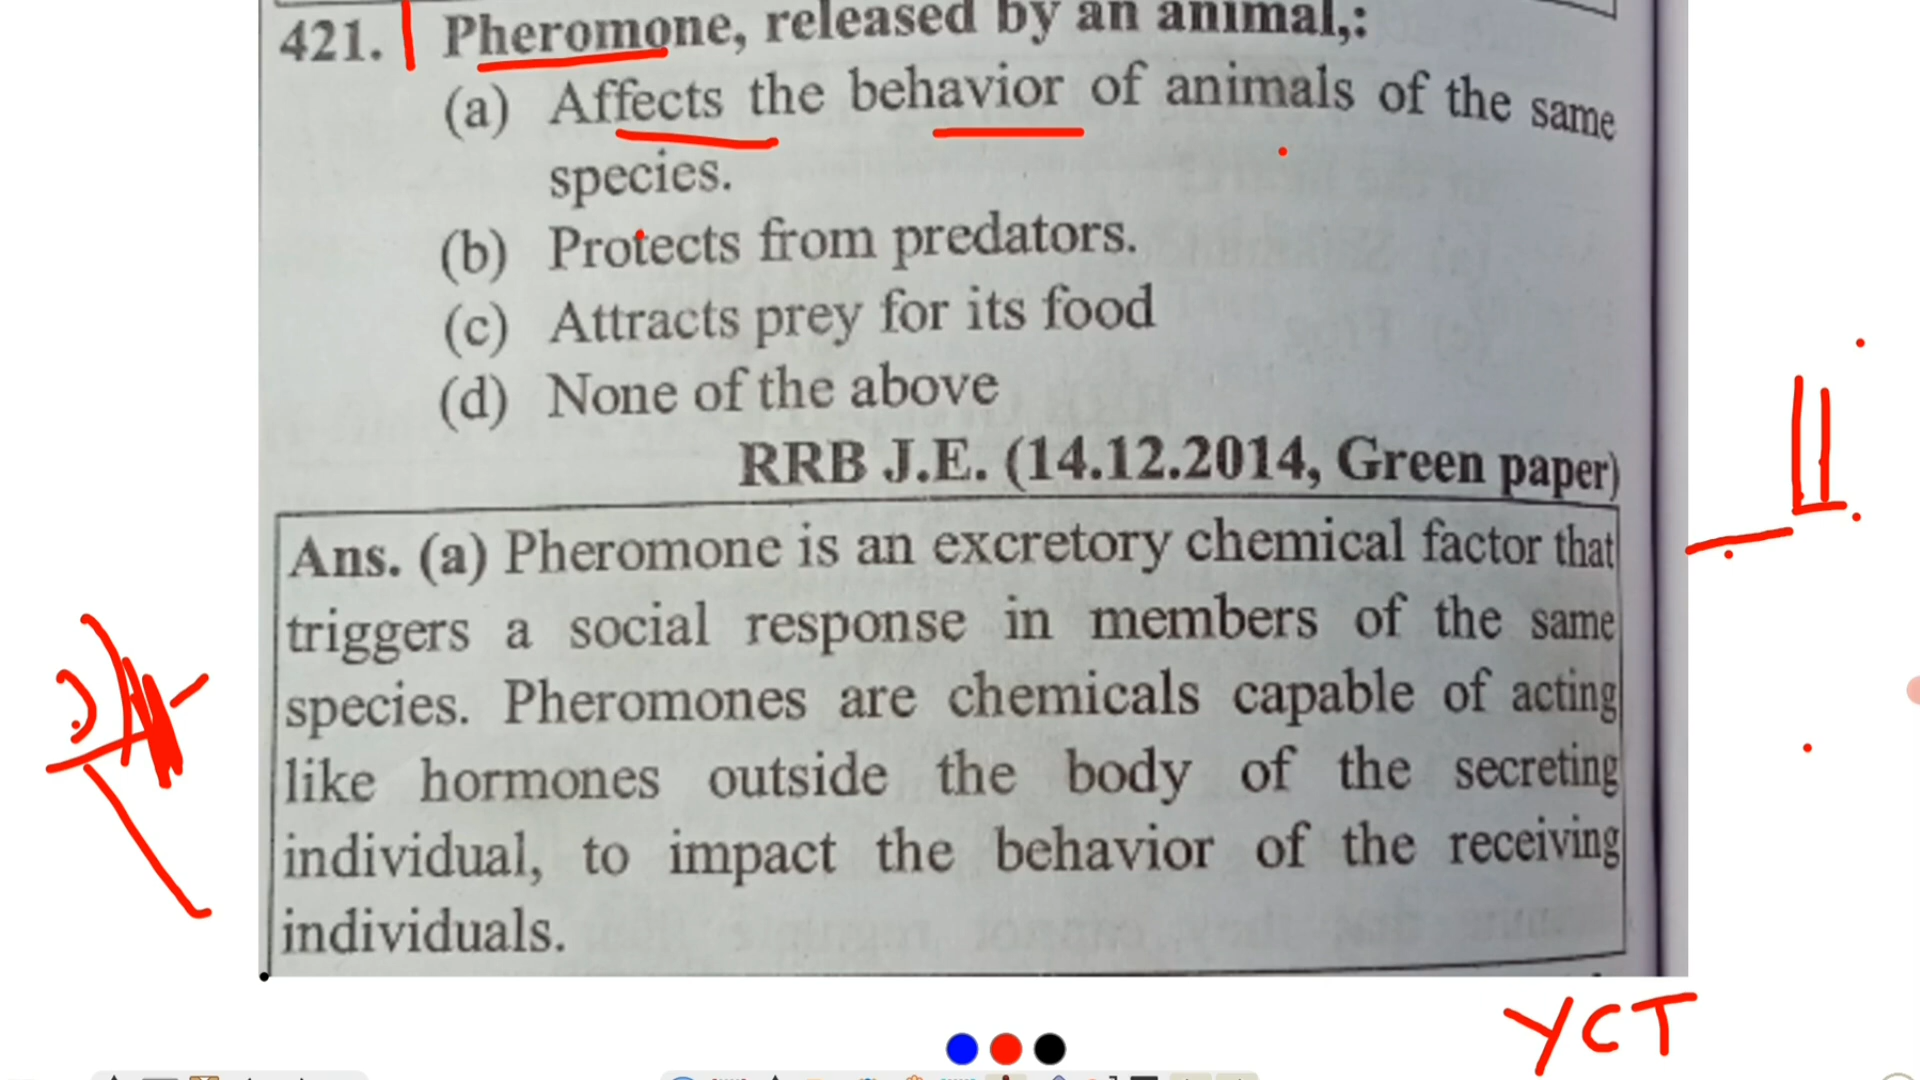 421. Pheromone, released by an animal,:
(a) Affects the behavior of animals of the same
species.
(b) Protects from predators.
(c) Attracts prey for its food
(d) None of the above
RRB J.E. (14.12.2014, Green paper)
Ans. (a) Pheromone is an excretory chemical factor that
triggers a social response in members of the same
species. Pheromones are chemicals capable of acting
like hormones outside the body of the secreting
individual, to impact the behavior of the receiving
individuals.
YCT